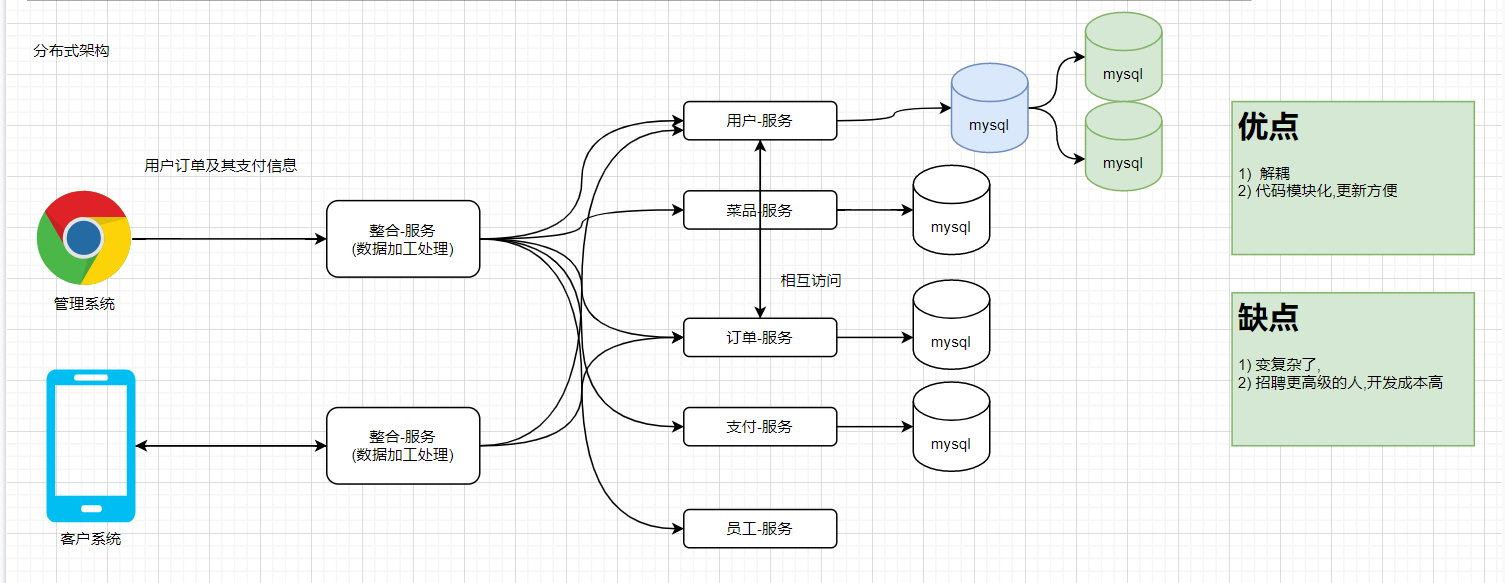 分布式架构
用户订单及其支付信息
管理系统
客户系统
整合-服务
(数据加工处理)
整合-服务
(数据加工处理)
用户-服务
菜品-服务
相互访问
订单-服务
支付-服务
员工-服务
mysql
mysql
mysql
mysql
mysql
mysql
优点
1)  解耦
2) 代码模块化,更新方便
缺点
1) 变复杂了,
2) 招聘更高级的人,开发成本高